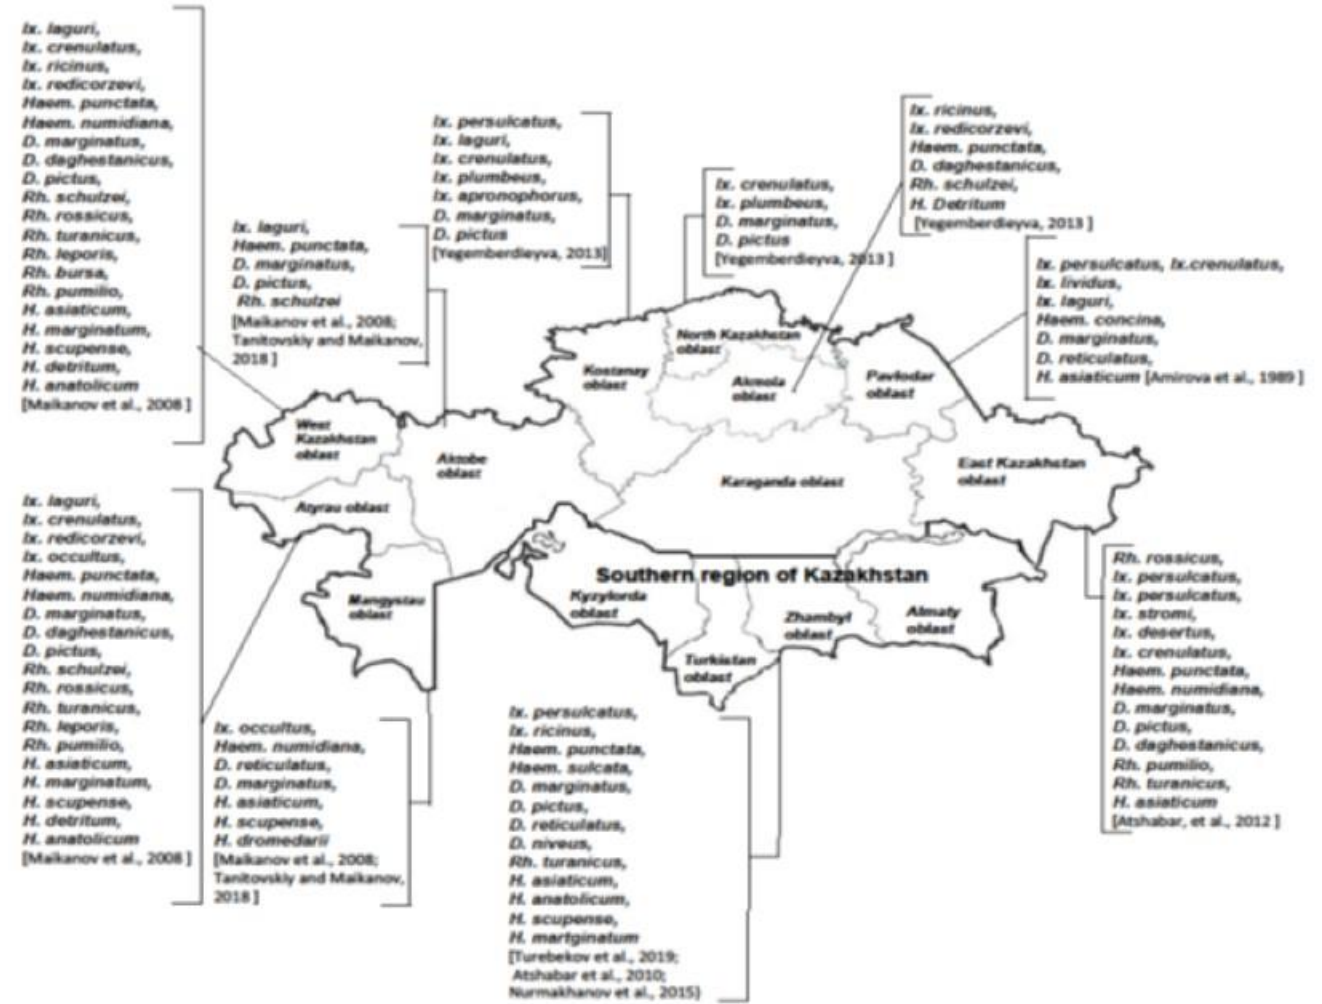 Ix. laguri,
Ix. crenulatus,
Ix. ricinus,
Ix. redicorzevi,
Haem. punctata,
Haem. numidiana,
D. marginatus,
D. daghestanicus,
D. pictus,
Rh. schulzei,
Rh. rossicus,
Rh. turanicus,
Rh. leporis,
Rh. bursa,
Rh. pumilio,
H. asiaticum,
H. marginatum,
H. scupense,
H. detritum,
H. anatolicum
[Maikanov et al., 2008 ]
Ix. laguri,
Haem. punctata,
D. marginatus,
D. pictus,
Rh. schulzei
[Maikanov et al., 2008;
Tanitovskiy and Maikanov,
2018 ]
Ix. persulcatus,
Ix. laguri,
Ix. crenulatus,
Ix. plumbeus,
Ix. apronophorus,
D. marginatus,
D. pictus
[Yegemberdieyva, 2013]
Ix. crenulatus,
Ix. plumbeus,
D. marginatus,
D. pictus
[Yegemberdieyva, 2013 ]
Ix. ricinus,
Ix. redicorzevi,
Haem. punctata,
D. daghestanicus,
Rh. schulzei,
H. Detritum
[Yegemberdieyva, 2013 ]
Ix. persulcatus, Ix.crenulatus,
Ix. lividus,
Ix. laguri,
Haem. concina,
D. marginatus,
D. reticulatus,
H. asiaticum [Amirova et al., 1989 ]
North Kazakhstan
oblast
Kostanay
oblast
Akmola
oblast
Pavlodar
oblast
West
Kazakhstan
oblast
Aktobe
oblast
Karaganda oblast
East Kazakhstan
oblast
Atyrau oblast
Mangystau
oblast
Southern region of Kazakhstan
Kyzylorda
oblast
Zhambyl
oblast
Almaty
oblast
Turkistan
oblast
Ix. laguri,
Ix. crenulatus,
Ix. redicorzevi,
Ix. occultus,
Haem. punctata,
Haem. numidiana,
D. marginatus,
D. daghestanicus,
D. pictus,
Rh. schulzei,
Rh. rossicus,
Rh. turanicus,
Rh. leporis,
Rh. pumilio,
H. asiaticum,
H. marginatum,
H. scupense,
H. detritum,
H. anatolicum
[Maikanov et al., 2008 ]
Ix. occultus,
Haem. numidiana,
D. reticulatus,
D. marginatus,
H. asiaticum,
H. scupense,
H. dromedarii
[Maikanov et al., 2008;
Tanitovskiy and Maikanov,
2018 ]
Ix. persulcatus,
Ix. ricinus,
Haem. punctata,
Haem. sulcata,
D. marginatus,
D. pictus,
D. reticulatus,
D. niveus,
Rh. turanicus,
H. asiaticum,
H. anatolicum,
H. scupense,
H. martginatum
[Turebekov et al., 2019;
Atshabar et al., 2010;
Nurmakhanov et al., 2015)
Rh. rossicus,
Ix. persulcatus,
Ix. persulcatus,
Ix. stromi,
Ix. desertus,
Ix. crenulatus,
Haem. punctata,
Haem. numidiana,
D. marginatus,
D. pictus,
D. daghestanicus,
Rh. pumilio,
Rh. turanicus,
H. asiaticum
[Atshabar, et al., 2012 ]